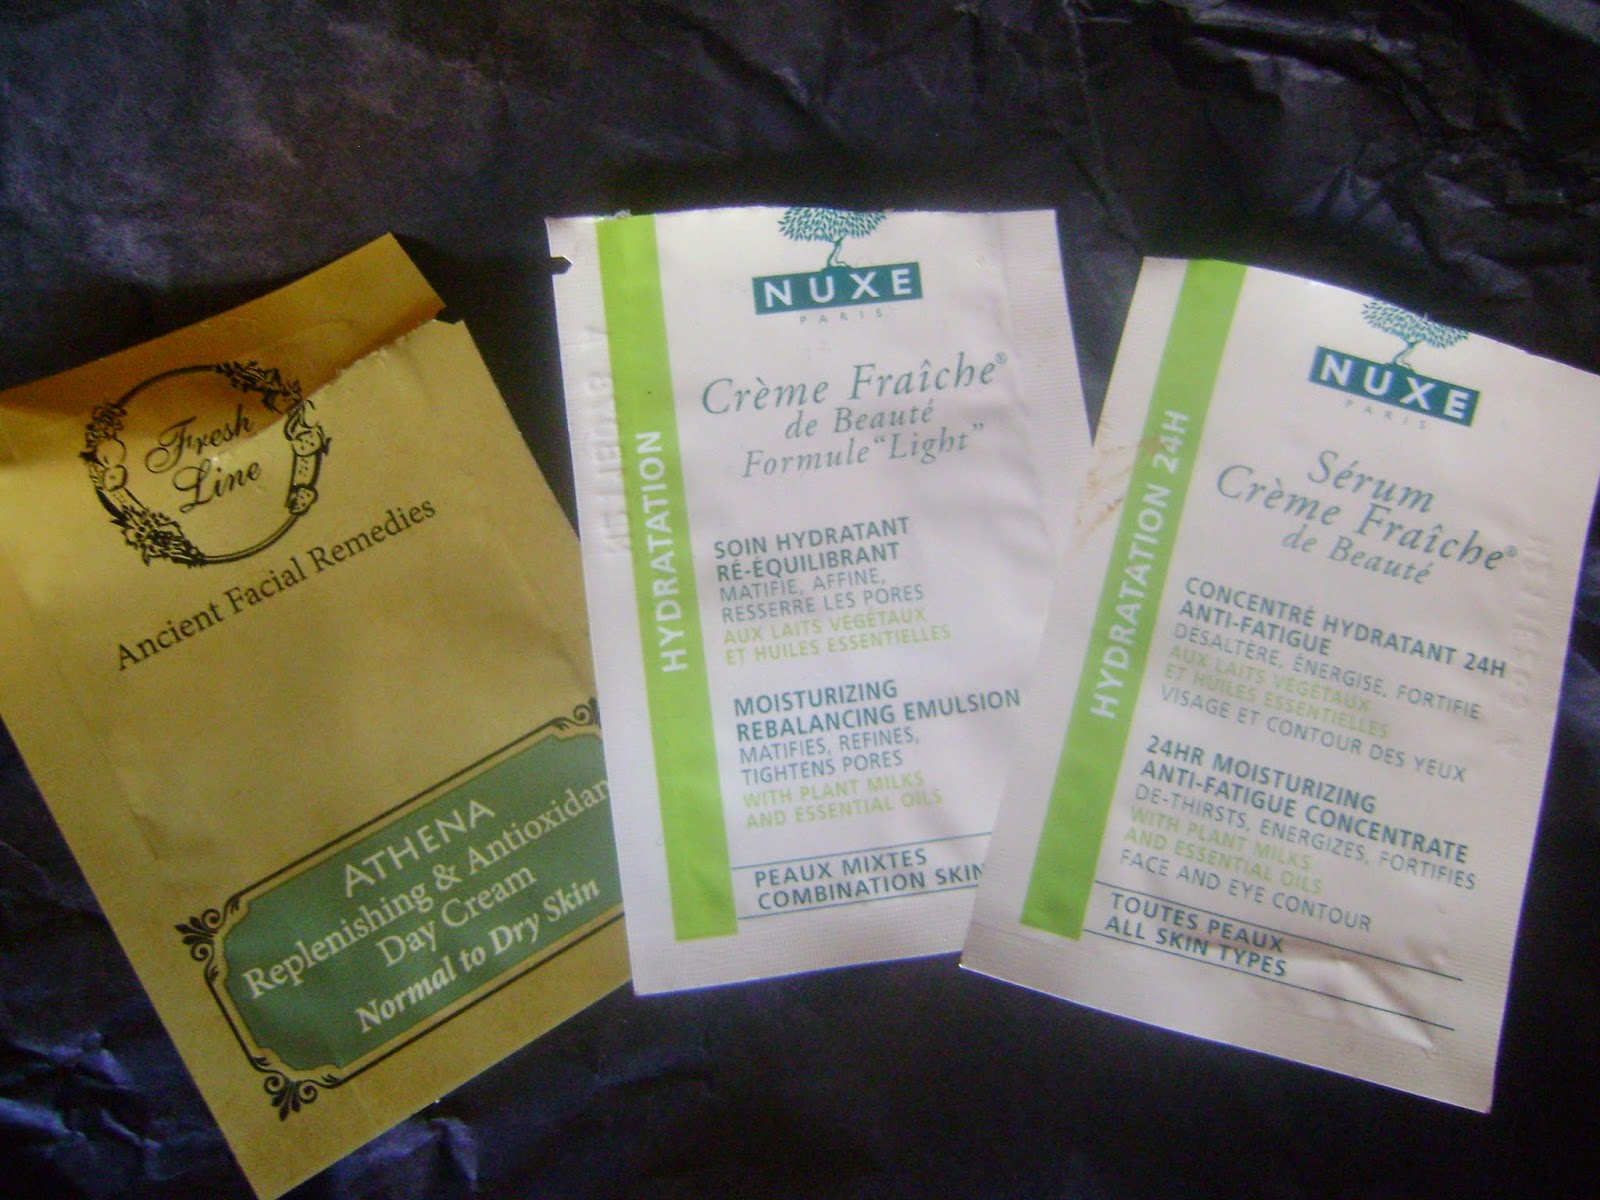 Fresh
Line
Ancient Facial Remedies
ATHENA
Replenishing & Antioxidan
Day Cream
Normal to Dry Skin
HYDRATATION
NUXE
PARIS
Crème Fraîche®
de Beauté
Formule "Light"
SOIN HYDRATANT
RÉ-ÉQUILIBRANT
MATIFIE, AFFINE,
RESSERRE LES PORES
AUX LAITS VÉGÉTAUX
ET HUILES ESSENTIELLES
MOISTURIZING
REBALANCING EMULSION
MATIFIES, REFINES,
TIGHTENS PORES
WITH PLANT MILKS
AND ESSENTIAL OILS
PEAUX MIXTES
COMBINATION SKIN
HYDRATATION 24H
NUXE
PARIS
Sérum
Crème Fraîche®
de Beauté
CONCENTRÉ HYDRATANT 24H
ANTI-FATIGUE
DÉSALTÈRE, ÉNERGISE, FORTIFIE
AUX LAITS VÉGÉTAUX
ET HUILES ESSENTIELLES
VISAGE ET CONTOUR DES YEUX
24HR MOISTURIZING
ANTI-FATIGUE CONCENTRATE
DE-THIRSTS, ENERGIZES, FORTIFIES
WITH PLANT MILKS
AND ESSENTIAL OILS
FACE AND EYE CONTOUR
TOUTES PEAUX
ALL SKIN TYPES